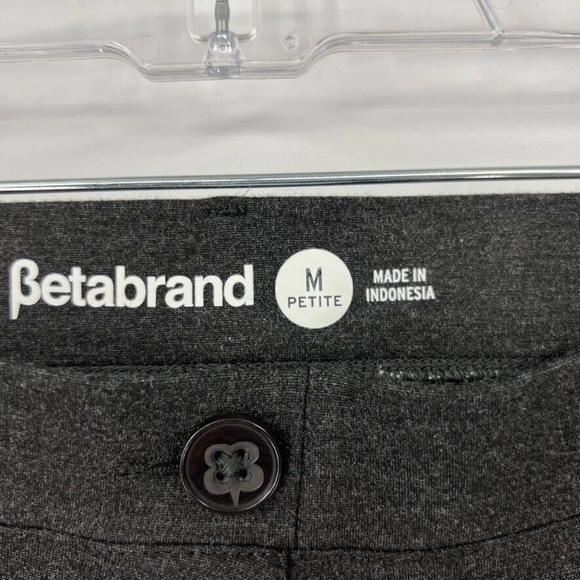 βetabrand
M
PETITE
MADE IN
INDONESIA